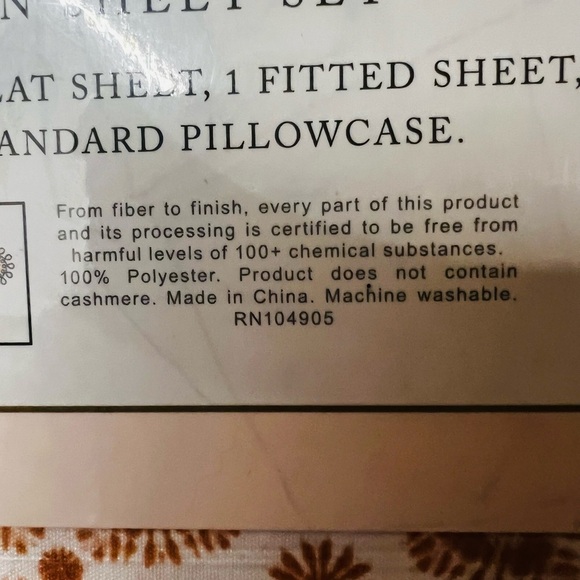 N SHEET SET
LAT SHEET, 1 FITTED SHEET,
ANDARD PILLOWCASE.
From fiber to finish, every part of this product
and its processing is certified to be free from
harmful levels of 100+ chemical substances.
100% Polyester. Product does not contain
cashmere. Made in China. Machine washable.
RN104905